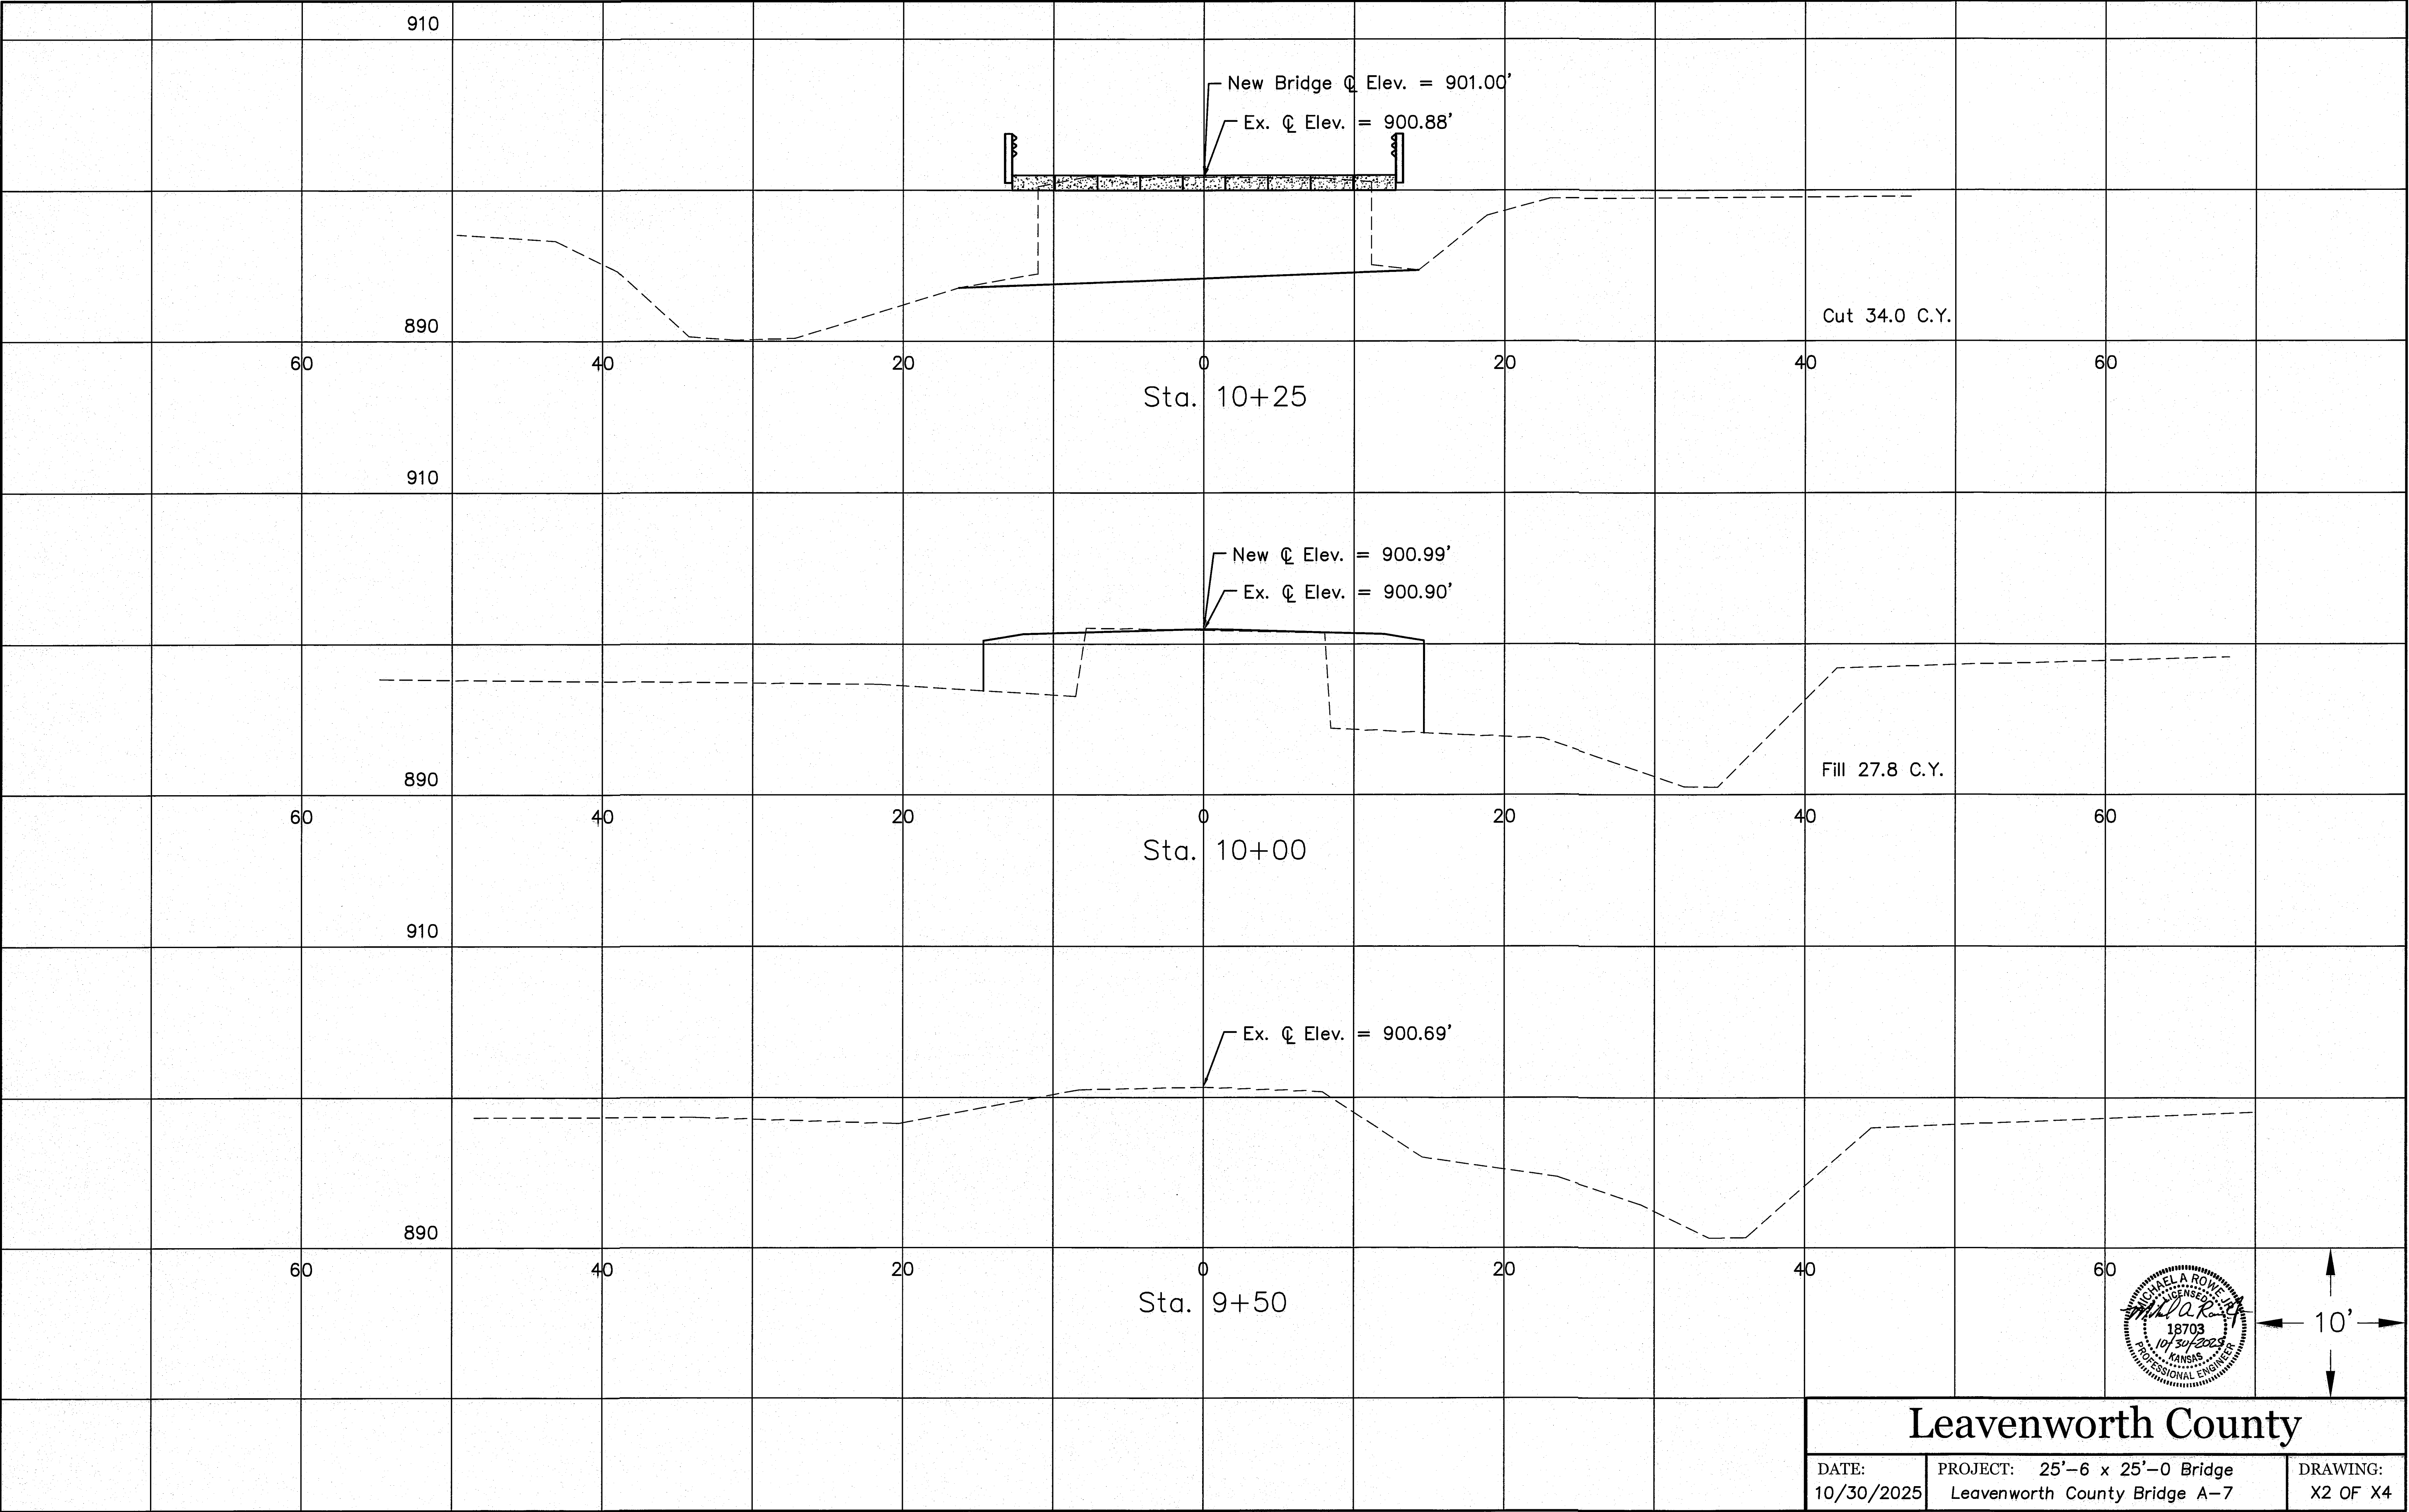 910
New Bridge ℄ Elev. = 901.00'
Ex. ℄ Elev. = 900.88'
890
Cut 34.0 C.Y.
60 40 20 0 20 40 60
Sta. 10+25
910
New ℄ Elev. = 900.99'
Ex. ℄ Elev. = 900.90'
890
Fill 27.8 C.Y.
60 40 20 0 20 40 60
Sta. 10+00
910
Ex. ℄ Elev. = 900.69'
890
60 40 20 0 20 40 60
Sta. 9+50
MICHAEL A ROWE JR.
LICENSED
18703
10/30/2025
KANSAS
PROFESSIONAL ENGINEER
10'
Leavenworth County
DATE:
10/30/2025
PROJECT: 25'-6 x 25'-0 Bridge
Leavenworth County Bridge A-7
DRAWING:
X2 OF X4